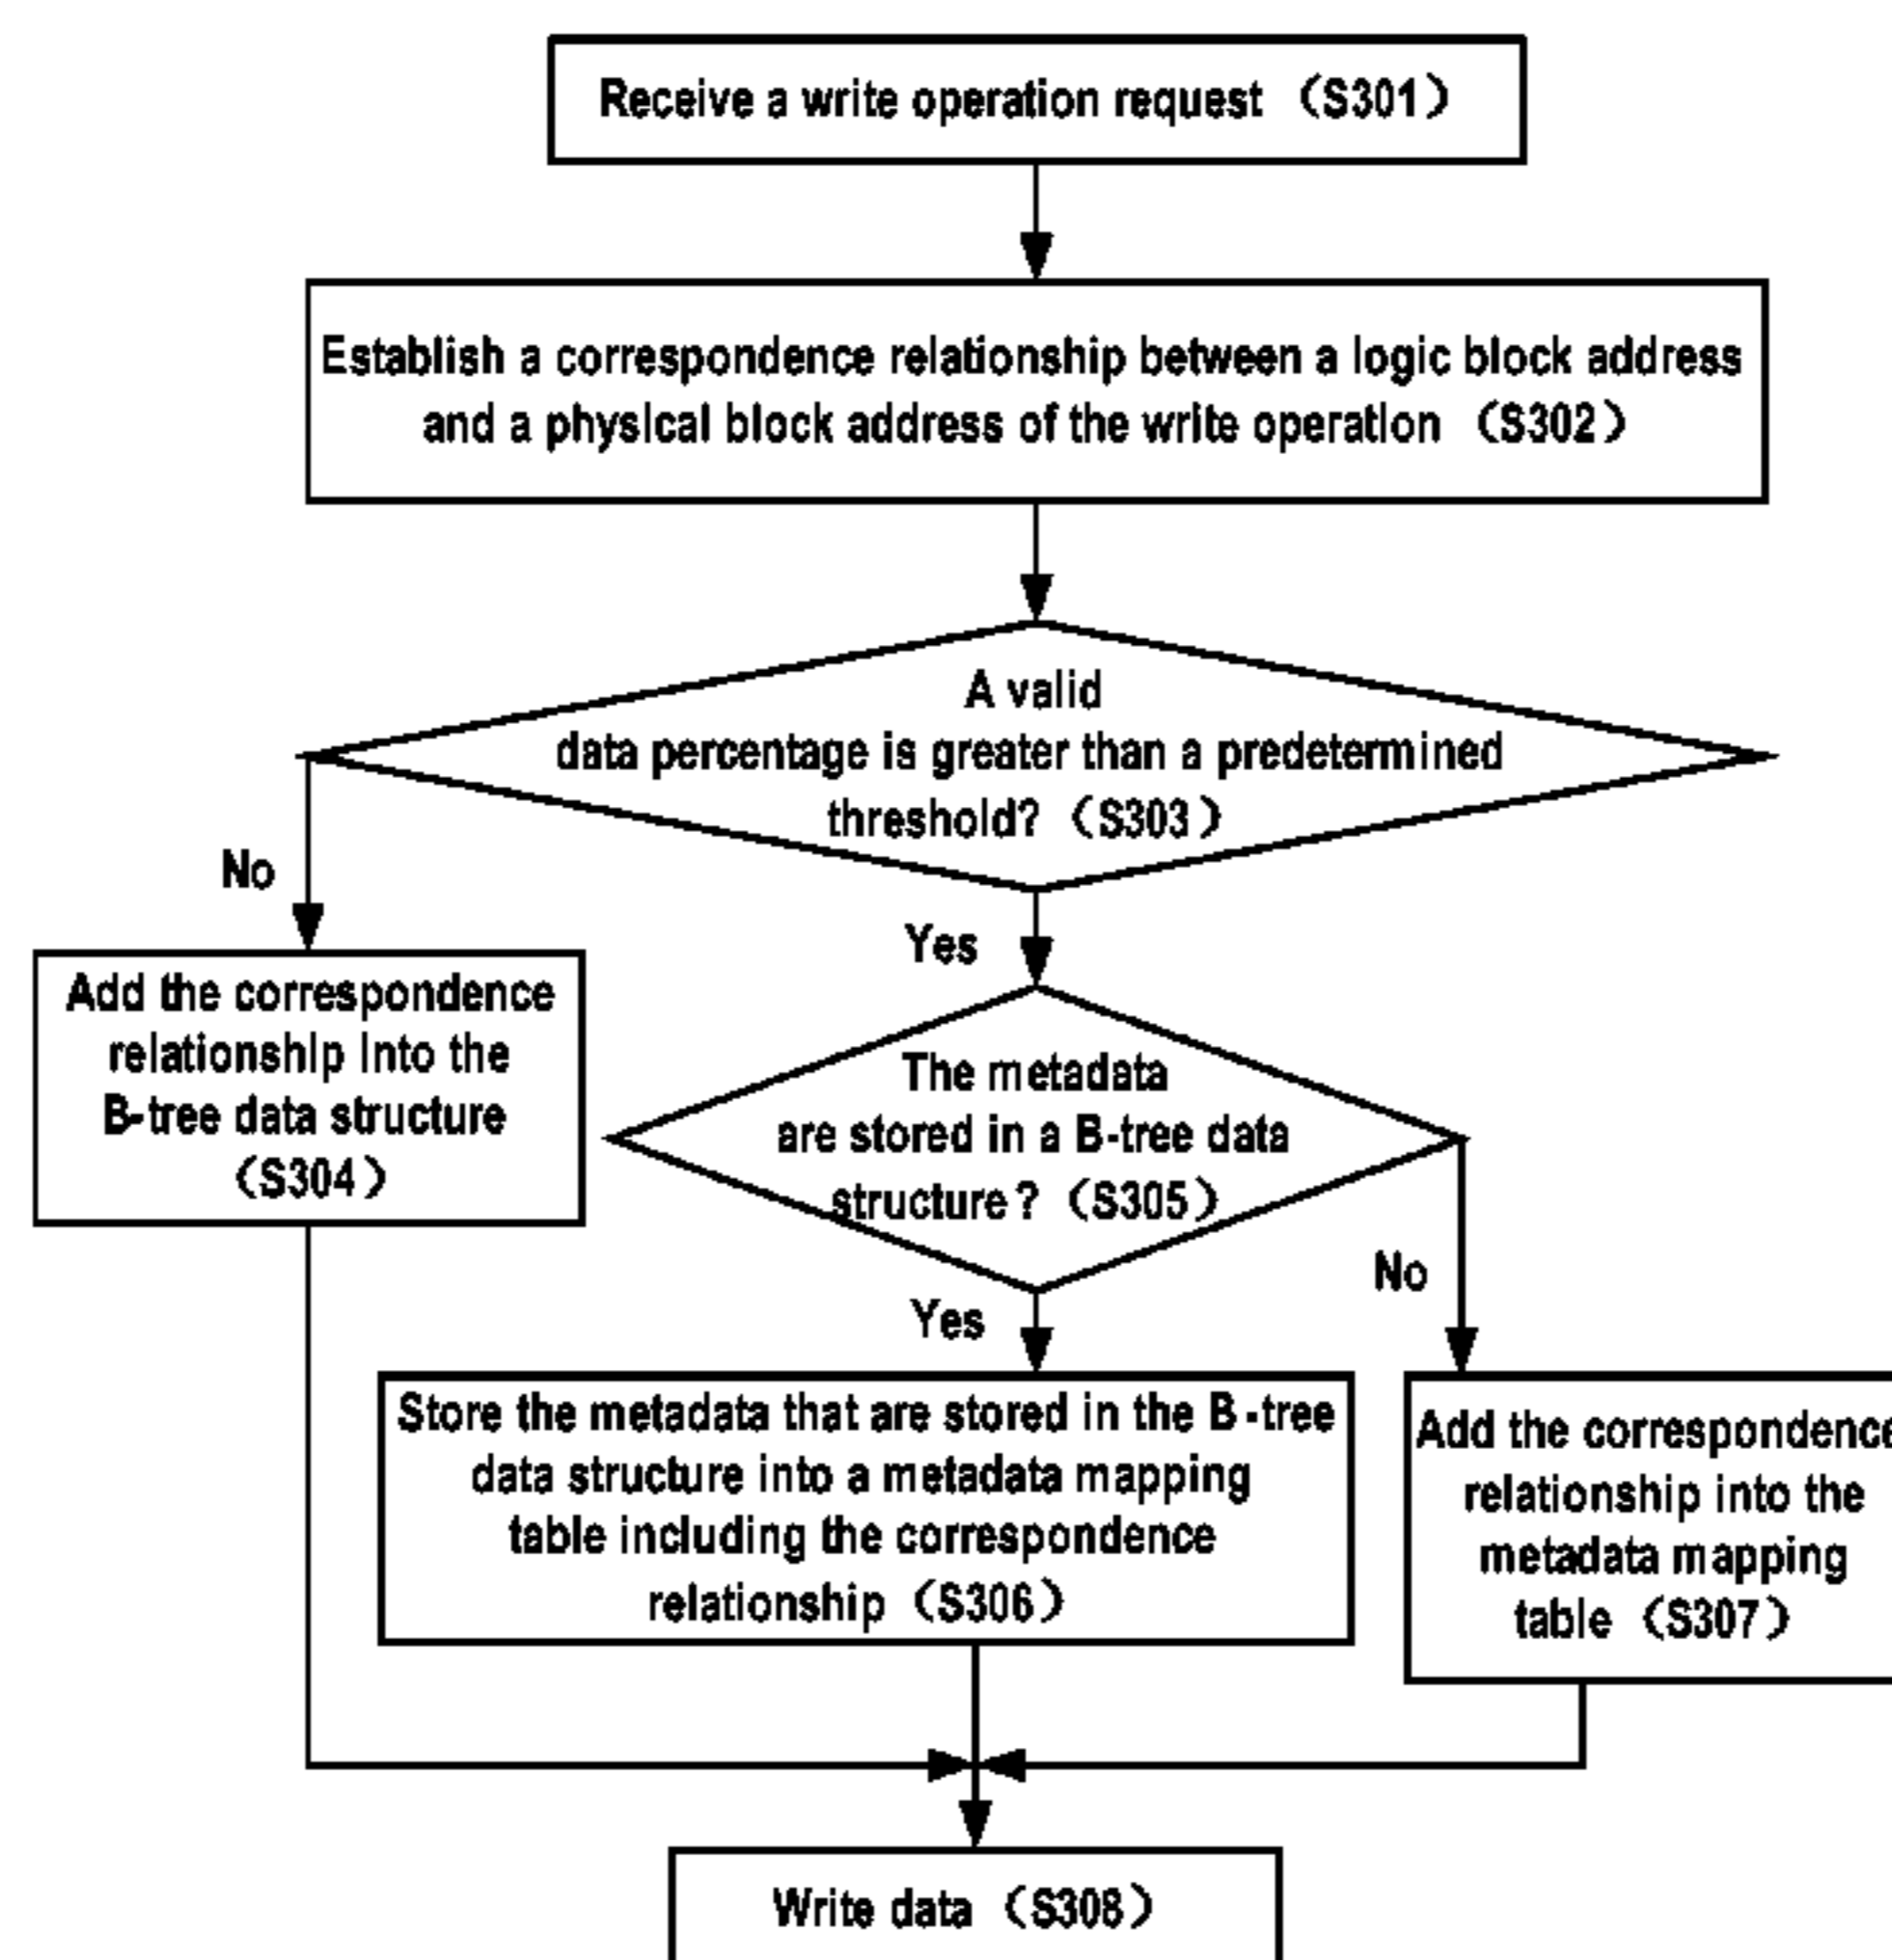 Receive a write operation request （S301）
Establish a correspondence relationship between a logic block address
and a physical block address of the write operation （S302）
A valid
data percentage is greater than a predetermined
threshold? （S303）
No
Yes
Add the correspondence
relationship into the
B-tree data structure
（S304）
The metadata
are stored in a B-tree data
structure? （S305）
No
Yes
Store the metadata that are stored in the B-tree
data structure into a metadata mapping
table including the correspondence
relationship （S306）
Add the correspondence
relationship into the
metadata mapping
table （S307）
Write data （S308）